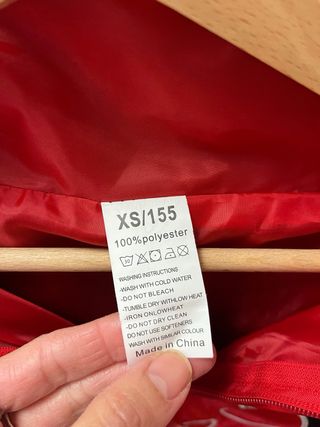 XS/155
100%polyester
30
WASHING INSTRUCTIONS
-WASH WITH COLD WATER
-DO NOT BLEACH
-TUMBLE DRY WITHLOW HEAT
-IRON ONLOWHEAT
-DO NOT DRY CLEAN
-DO NOT USE SOFTENERS
WASH WITH SIMILAR COLOUR
Made in China